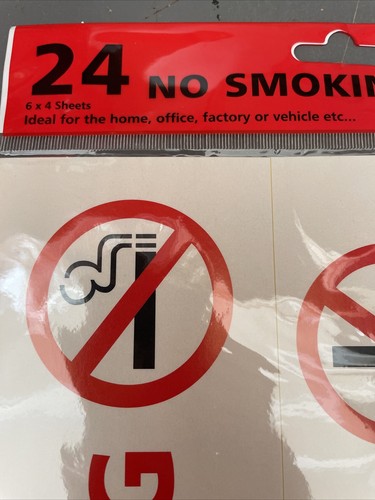 24 NO SMOKIN
6 x 4 Sheets
Ideal for the home, office, factory or vehicle etc...
G